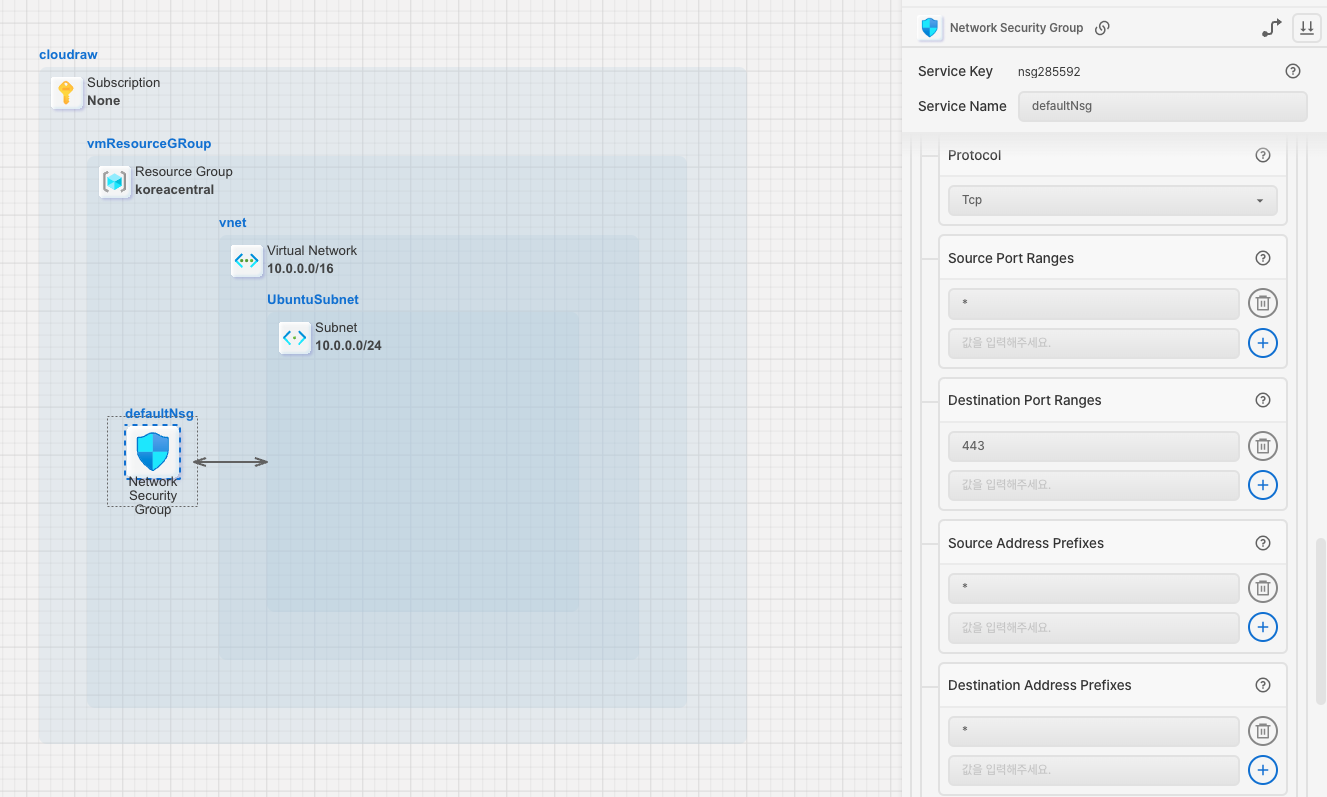 cloudraw
Subscription
None
vmResourceGRoup
Resource Group
koreacentral
vnet
Virtual Network
10.0.0.0/16
UbuntuSubnet
Subnet
10.0.0.0/24
defaultNsg
Network
Security
Group
Network Security Group
Service Key nsg285592
Service Name defaultNsg
Protocol
Tcp
Source Port Ranges
*
값을 입력해주세요.
Destination Port Ranges
443
값을 입력해주세요.
Source Address Prefixes
*
값을 입력해주세요.
Destination Address Prefixes
*
값을 입력해주세요.